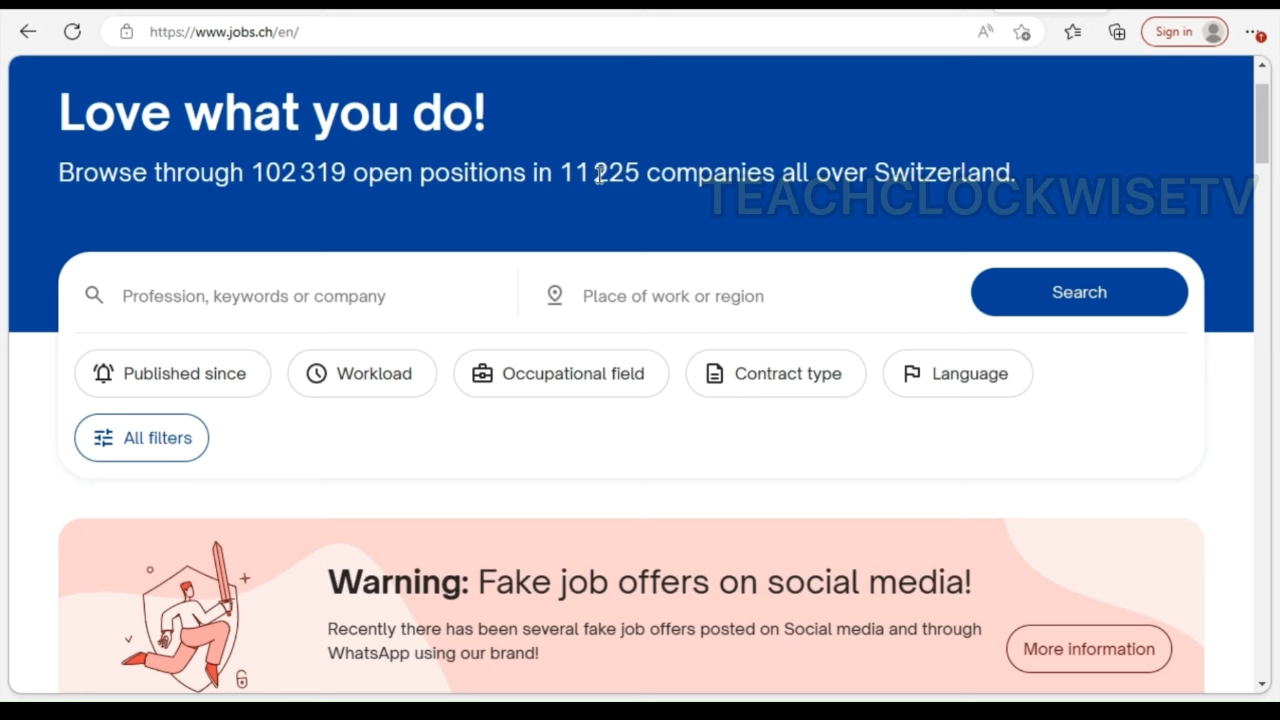 https://www.jobs.ch/en/
Sign in
Love what you do!
Browse through 102 319 open positions in 11 225 companies all over Switzerland.
TEACHCLOCKWISETV
Profession, keywords or company
Place of work or region
Search
Published since
Workload
Occupational field
Contract type
Language
All filters
Warning: Fake job offers on social media!
Recently there has been several fake job offers posted on Social media and through
WhatsApp using our brand!
More information